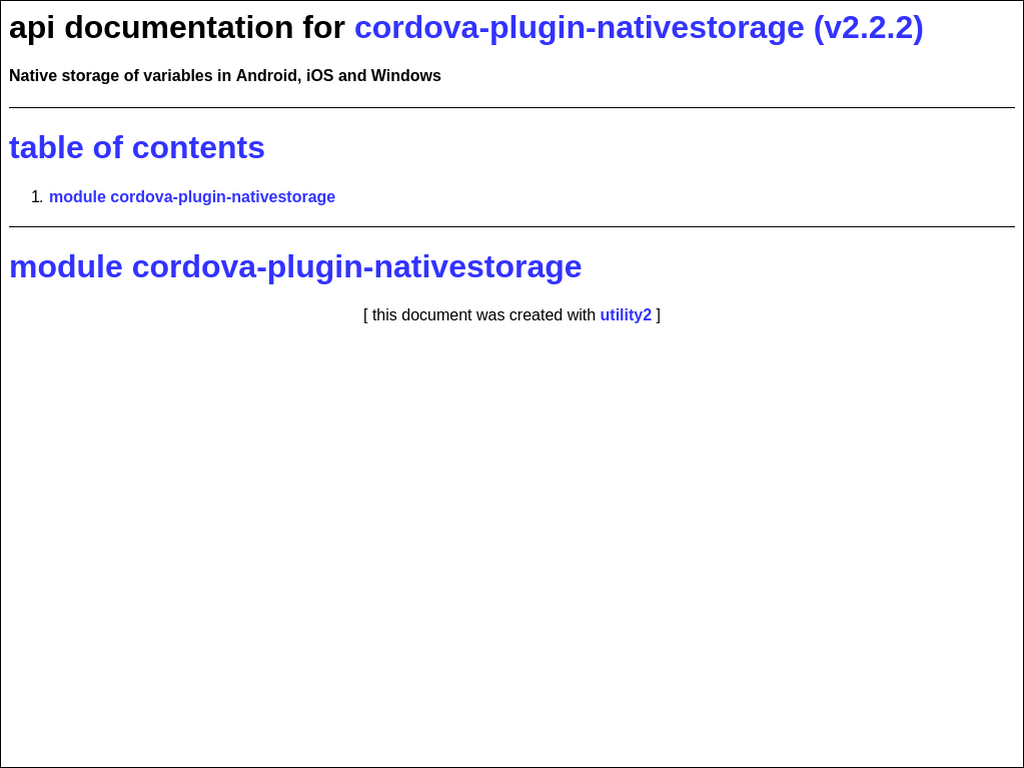 api documentation for cordova-plugin-nativestorage (v2.2.2)
Native storage of variables in Android, iOS and Windows
table of contents
1. module cordova-plugin-nativestorage
module cordova-plugin-nativestorage
[ this document was created with utility2 ]